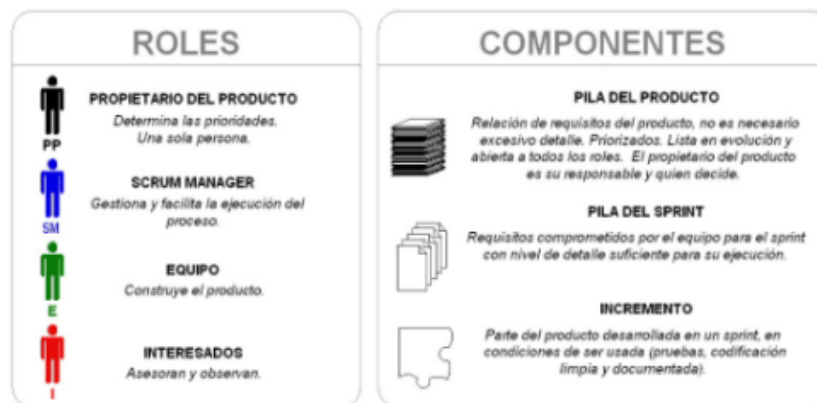 ROLES
PROPIETARIO DEL PRODUCTO
Determina las prioridades.
Una sola persona.
PP
SCRUM MANAGER
Gestiona y facilita la ejecución del
proceso.
SM
EQUIPO
Construye el producto.
E
INTERESADOS
Asesoran y observan.
I
COMPONENTES
PILA DEL PRODUCTO
Relación de requisitos del producto, no es necesario
excesivo detalle. Priorizados. Lista en evolución y
abierta a todos los roles. El propietario del producto
es su responsable y quien decide.
PILA DEL SPRINT
Requisitos comprometidos por el equipo para el sprint
con nivel de detalle suficiente para su ejecución.
INCREMENTO
Parte del producto desarrollada en un sprint, en
condiciones de ser usada (pruebas, codificación
limpia y documentada).